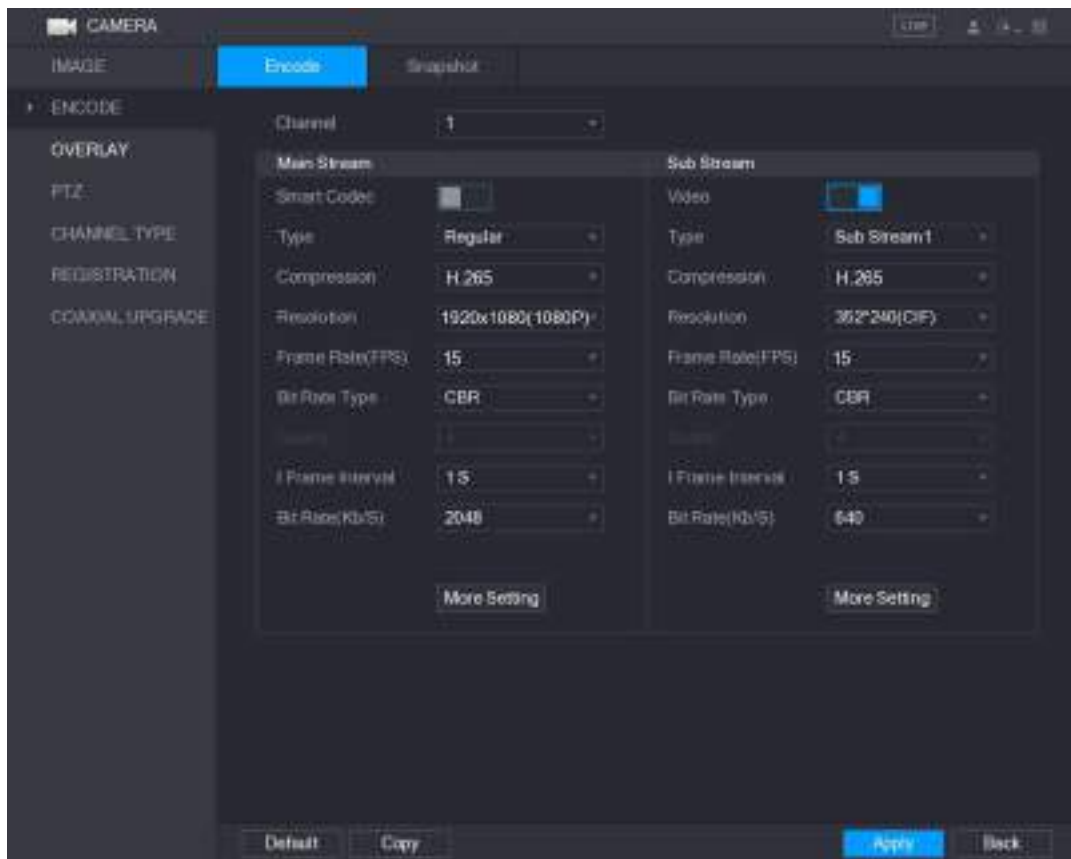 CAMERA LIVE
IMAGE Encode Snapshot
ENCODE
Channel 1
OVERLAY
Main Stream Sub Stream
PTZ
Smart Codec Video
CHANNEL TYPE
Type Regular Type Sub Stream1
REGISTRATION
Compression H.265 Compression H.265
COAXIAL UPGRADE
Resolution 1920x1080(1080P) Resolution 352*240(CIF)
Frame Rate(FPS) 15 Frame Rate(FPS) 15
Bit Rate Type CBR Bit Rate Type CBR
I Frame Interval 1 S I Frame Interval 1 S
Bit Rate(Kb/S) 2048 Bit Rate(Kb/S) 640
More Setting More Setting
Default Copy Apply Back